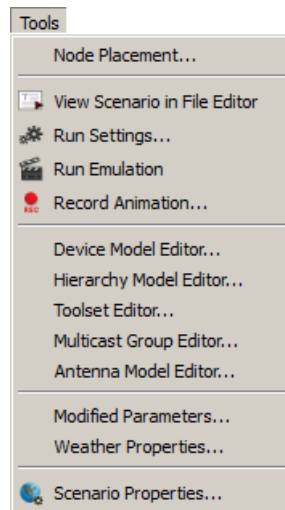 Tools
Node Placement...
View Scenario in File Editor
Run Settings...
Run Emulation
REC
Record Animation...
Device Model Editor...
Hierarchy Model Editor...
Toolset Editor...
Multicast Group Editor...
Antenna Model Editor...
Modified Parameters...
Weather Properties...
Scenario Properties...